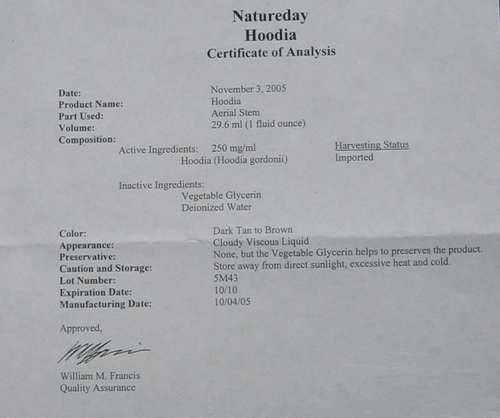 Natureday
Hoodia
Certificate of Analysis
Date: November 3, 2005
Product Name: Hoodia
Part Used: Aerial Stem
Volume: 29.6 ml (1 fluid ounce)
Composition:
Active Ingredients: 250 mg/ml Harvesting Status
Hoodia (Hoodia gordonii) Imported
Inactive Ingredients:
Vegetable Glycerin
Deionized Water
Color: Dark Tan to Brown
Appearance: Cloudy Viscous Liquid
Preservative: None, but the Vegetable Glycerin helps to preserves the product.
Caution and Storage: Store away from direct sunlight, excessive heat and cold.
Lot Number: 5M43
Expiration Date: 10/10
Manufacturing Date: 10/04/05
Approved,
William M. Francis
Quality Assurance